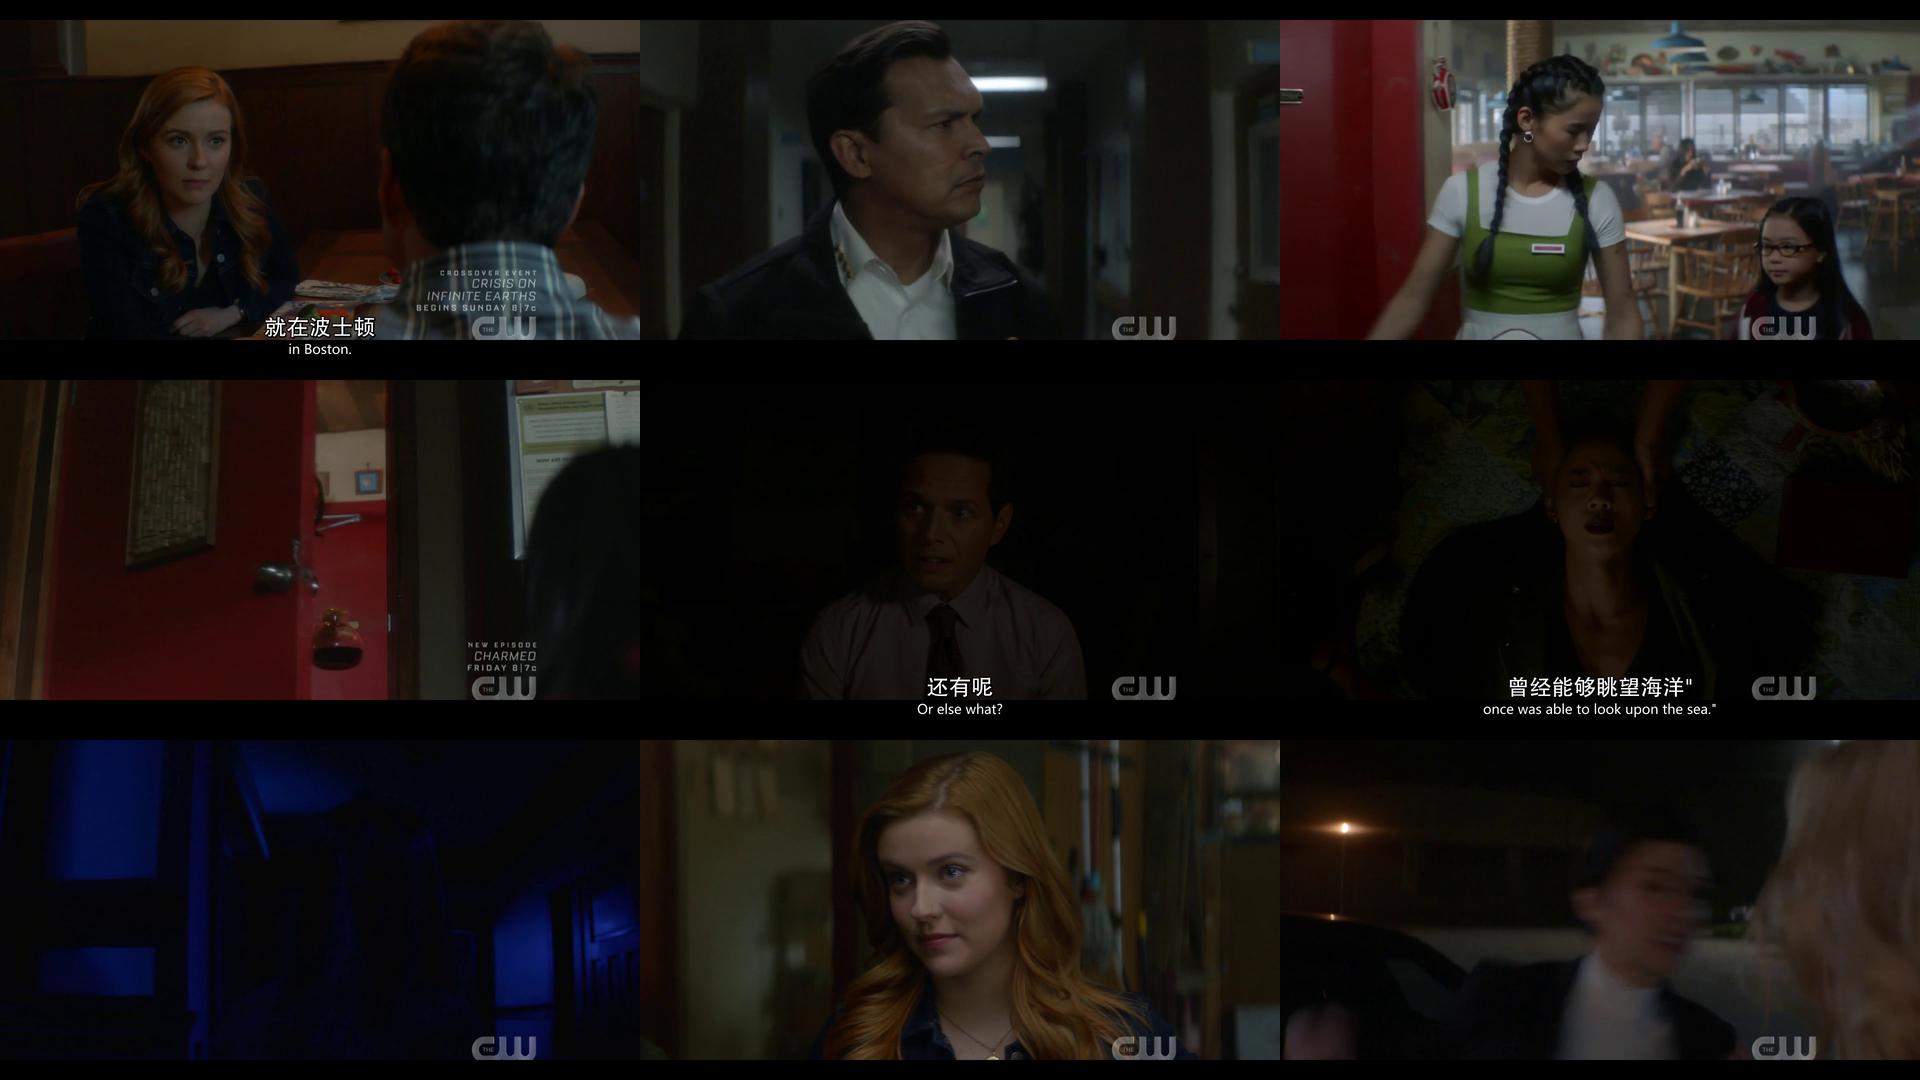 CROSSOVER EVENT
CRISIS ON
INFINITE EARTHS
BEGINS SUNDAY 8|7c
THE CW
就在波士顿
in Boston.
THE CW
THE CW
NEW EPISODE
CHARMED
FRIDAY 8|7c
THE CW
还有呢
Or else what?
THE CW
曾经能够眺望海洋"
once was able to look upon the sea."
THE CW
THE CW
THE CW
THE CW